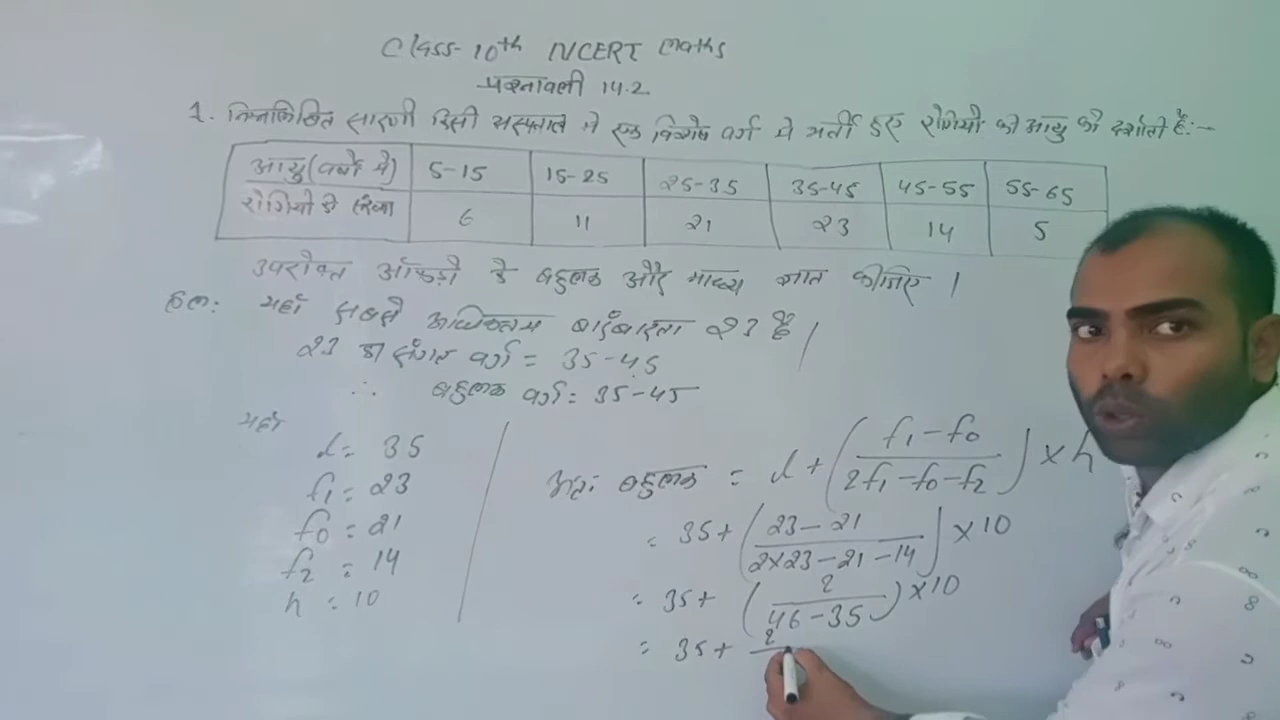 Class-10th NCERT Maths
प्रश्नावली 14.2
1. निम्नलिखित सारणी किसी अस्पताल में एक विशेष वर्ष में भर्ती हुए रोगियों की आयु को दर्शाती है:-
आयु(वर्षों में) 5-15 15-25 25-35 35-45 45-55 55-65
रोगियों की संख्या 6 11 21 23 14 5
उपरोक्त आँकड़ों के बहुलक और माध्य ज्ञात कीजिए।
हल: यहाँ सबसे अधिकतम बारंबारता 23 है।
23 का संगत वर्ग = 35-45
∴ बहुलक वर्ग = 35-45
यहाँ
l = 35
f₁ = 23
f₀ = 21
f₂ = 14
h = 10
अतः बहुलक = l + (f₁-f₀ / 2f₁-f₀-f₂) × h
= 35 + (23-21 / 2×23-21-14) × 10
= 35 + (2 / 46-35) × 10
= 35 + 2